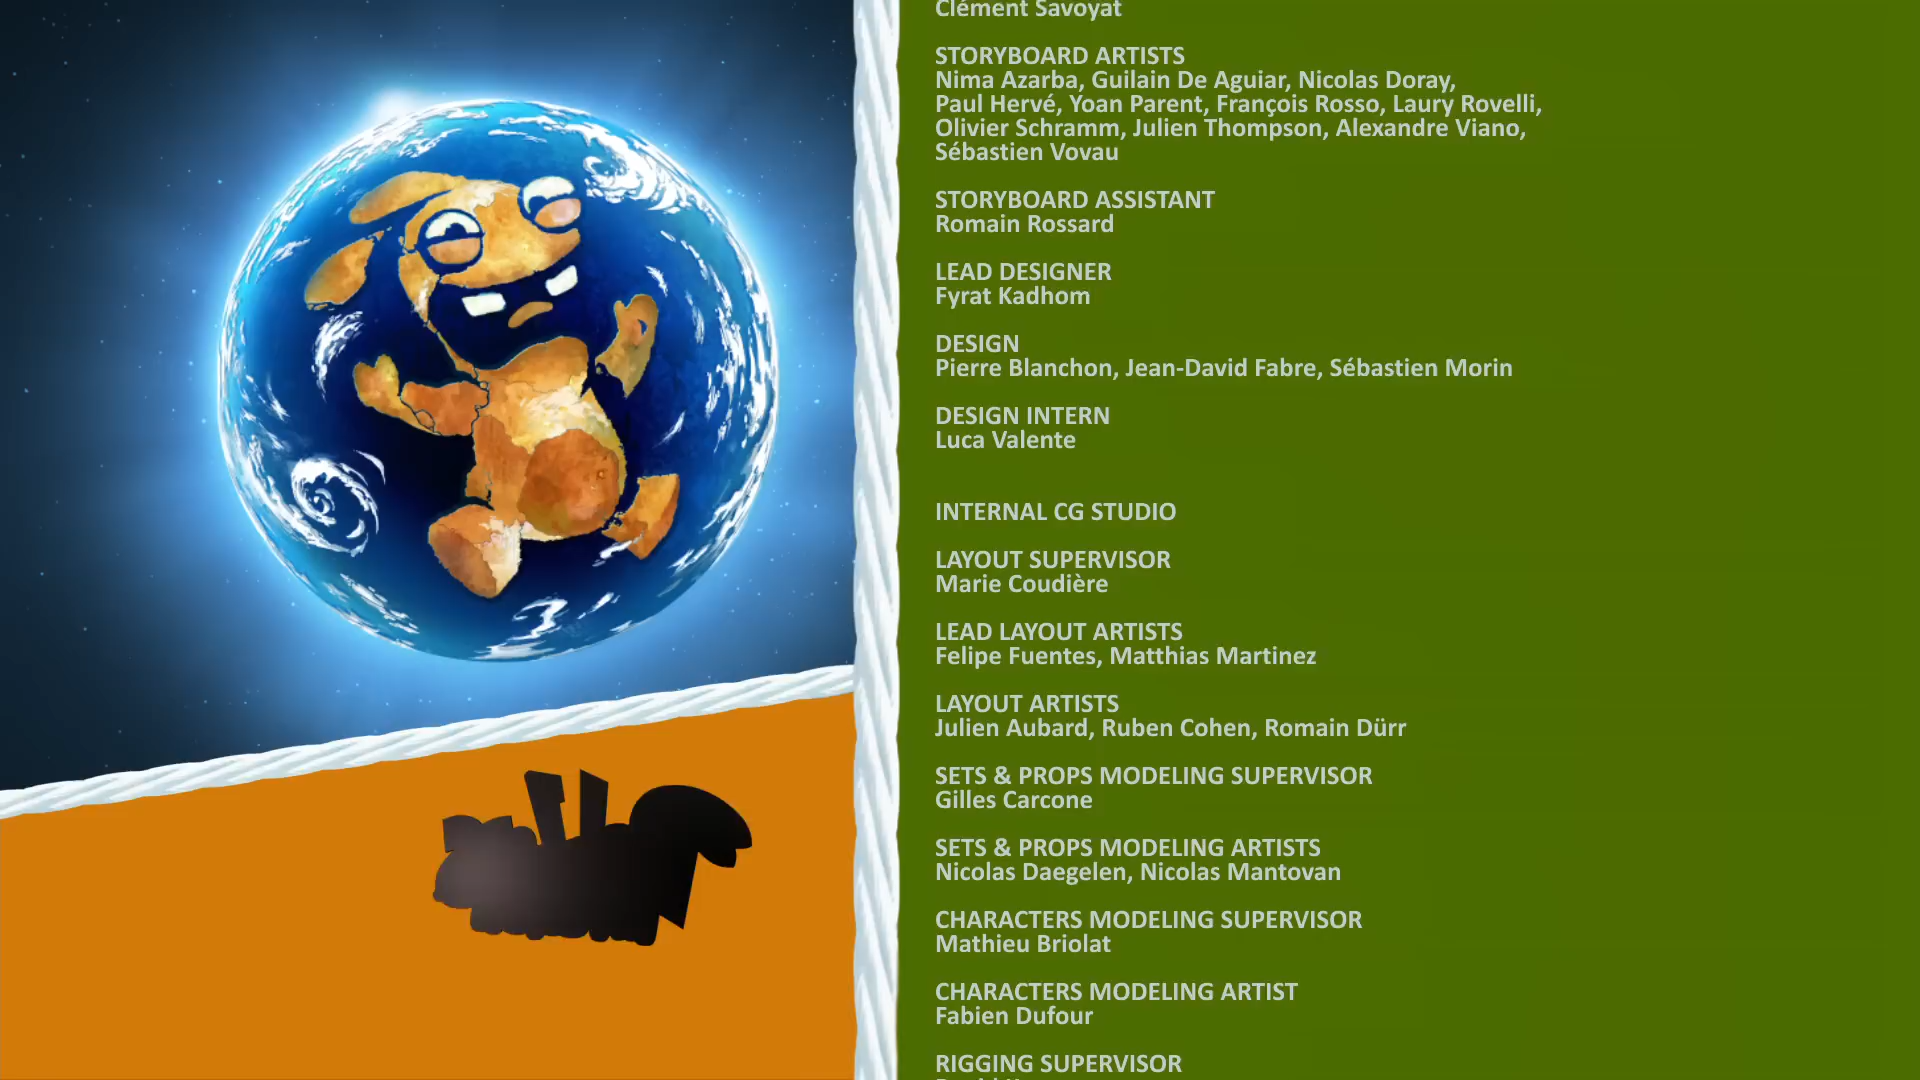 Clément Savoyat
STORYBOARD ARTISTS
Nima Azarba, Guilain De Aguiar, Nicolas Doray,
Paul Hervé, Yoan Parent, François Rosso, Laury Rovelli,
Olivier Schramm, Julien Thompson, Alexandre Viano,
Sébastien Vovau
STORYBOARD ASSISTANT
Romain Rossard
LEAD DESIGNER
Fyrat Kadhom
DESIGN
Pierre Blanchon, Jean-David Fabre, Sébastien Morin
DESIGN INTERN
Luca Valente
INTERNAL CG STUDIO
LAYOUT SUPERVISOR
Marie Coudière
LEAD LAYOUT ARTISTS
Felipe Fuentes, Matthias Martinez
LAYOUT ARTISTS
Julien Aubard, Ruben Cohen, Romain Dürr
SETS & PROPS MODELING SUPERVISOR
Gilles Carcone
SETS & PROPS MODELING ARTISTS
Nicolas Daegelen, Nicolas Mantovan
CHARACTERS MODELING SUPERVISOR
Mathieu Briolat
CHARACTERS MODELING ARTIST
Fabien Dufour
RIGGING SUPERVISOR